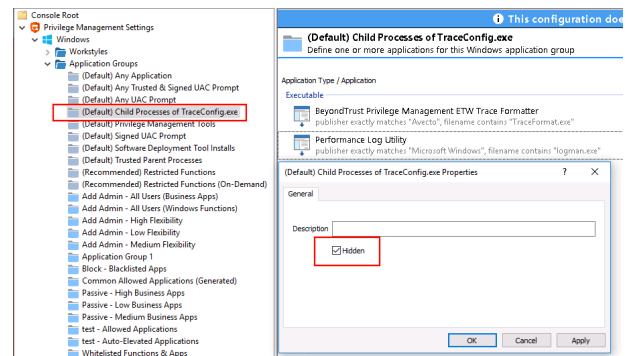 Console Root
Privilege Management Settings
Windows
Workstyles
Application Groups
(Default) Any Application
(Default) Any Trusted & Signed UAC Prompt
(Default) Any UAC Prompt
(Default) Child Processes of TraceConfig.exe
(Default) Privilege Management Tools
(Default) Signed UAC Prompt
(Default) Software Deployment Tool Installs
(Default) Trusted Parent Processes
(Recommended) Restricted Functions
(Recommended) Restricted Functions (On-Demand)
Add Admin - All Users (Business Apps)
Add Admin - All Users (Windows Functions)
Add Admin - High Flexibility
Add Admin - Low Flexibility
Add Admin - Medium Flexibility
Application Group 1
Block - Blacklisted Apps
Common Allowed Applications (Generated)
Passive - High Business Apps
Passive - Low Business Apps
Passive - Medium Business Apps
test - Allowed Applications
test - Auto-Elevated Applications
Whitelisted Functions & Apps
This configuration doe
(Default) Child Processes of TraceConfig.exe
Define one or more applications for this Windows application group
Application Type / Application
Executable
BeyondTrust Privilege Management ETW Trace Formatter
publisher exactly matches "Avecto", filename contains "TraceFormat.exe"
Performance Log Utility
publisher exactly matches "Microsoft Windows", filename contains "logman.exe"
(Default) Child Processes of TraceConfig.exe Properties
General
Description
Hidden
OK
Cancel
Apply